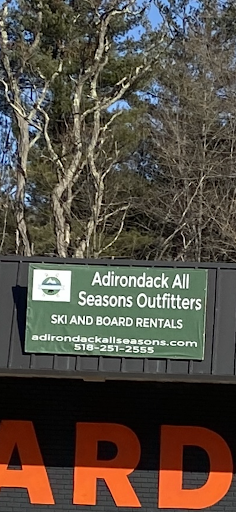 Adirondack All
Seasons Outfitters
SKI AND BOARD RENTALS
adirondackallseasons.com
518-251-2555
ARD